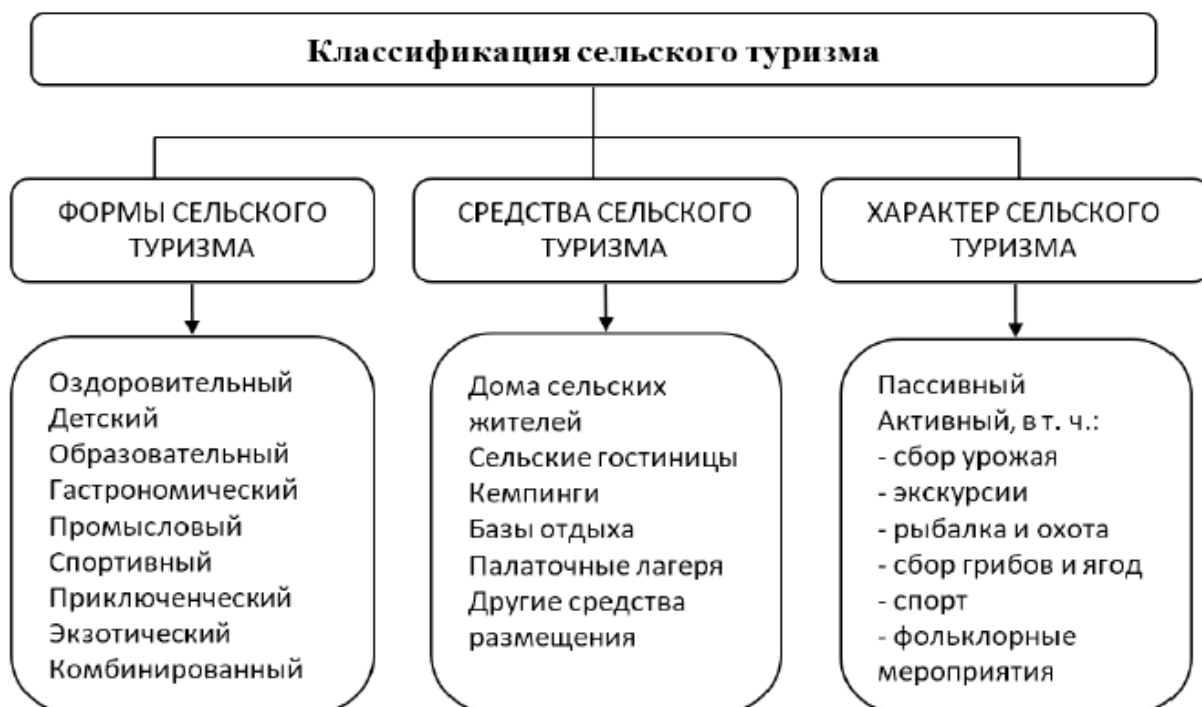 Классификация сельского туризма
ФОРМЫ СЕЛЬСКОГО
ТУРИЗМА
Оздоровительный
Детский
Образовательный
Гастрономический
Промысловый
Спортивный
Приключенческий
Экзотический
Комбинированный
СРЕДСТВА СЕЛЬСКОГО
ТУРИЗМА
Дома сельских
жителей
Сельские гостиницы
Кемпинги
Базы отдыха
Палаточные лагеря
Другие средства
размещения
ХАРАКТЕР СЕЛЬСКОГО
ТУРИЗМА
Пассивный
Активный, в т. ч.:
- сбор урожая
- экскурсии
- рыбалка и охота
- сбор грибов и ягод
- спорт
- фольклорные
мероприятия